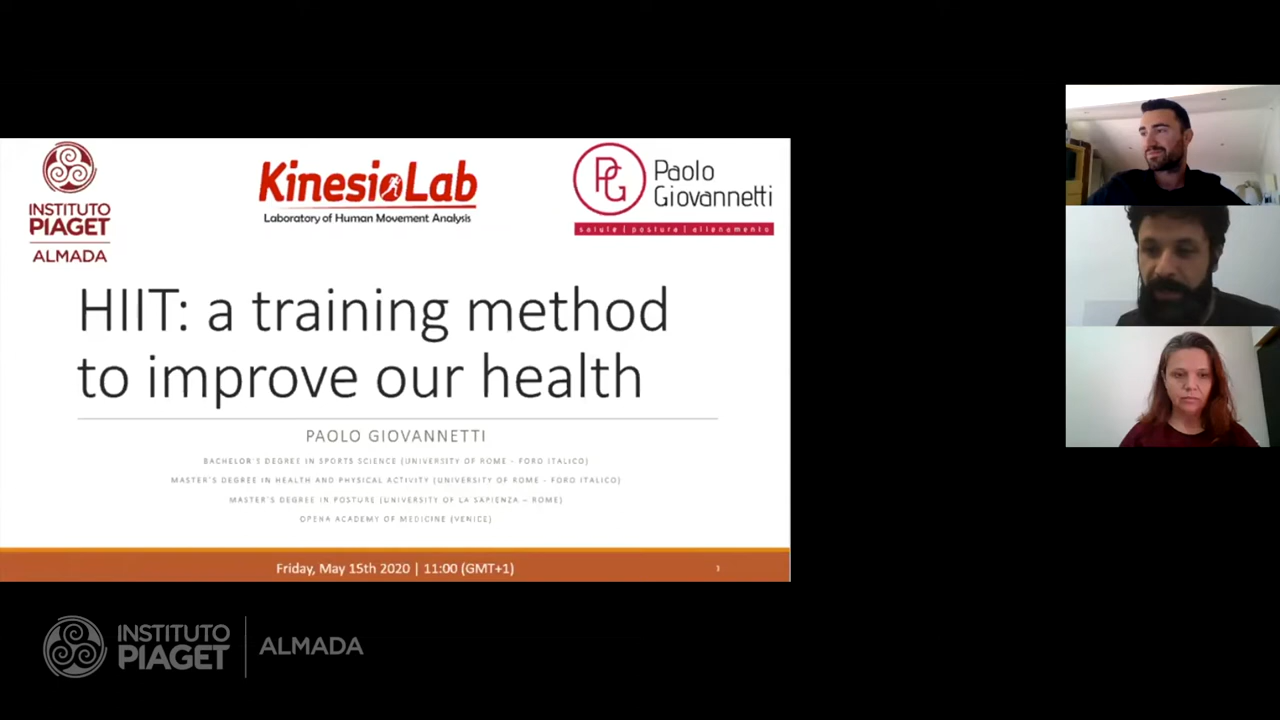 INSTITUTO
PIAGET
ALMADA
KinesioLab
Laboratory of Human Movement Analysis
PG
Paolo
Giovannetti
salute | postura | allenamento
HIIT: a training method
to improve our health
PAOLO GIOVANNETTI
BACHELOR'S DEGREE IN SPORTS SCIENCE (UNIVERSITY OF ROME - FORO ITALICO)
MASTER'S DEGREE IN HEALTH AND PHYSICAL ACTIVITY (UNIVERSITY OF ROME - FORO ITALICO)
MASTER'S DEGREE IN POSTURE (UNIVERSITY OF LA SAPIENZA – ROME)
ACADEMY OF MEDICINE (VENICE)
Friday, May 15th 2020 | 11:00 (GMT+1)
1
INSTITUTO
PIAGET
ALMADA